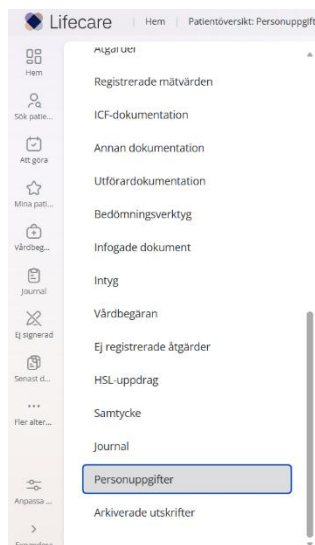 Lifecare
Hem
Patientöversikt: Personuppgift
Hem
Sök patie...
Att göra
Mina pati...
Vårdbeg...
Journal
Ej signerad
Senast d...
Fler alter...
Anpassa ...
Expandera
Åtgärder
Registrerade mätvärden
ICF-dokumentation
Annan dokumentation
Utförardokumentation
Bedömningsverktyg
Infogade dokument
Intyg
Vårdbegäran
Ej registrerade åtgärder
HSL-uppdrag
Samtycke
Journal
Personuppgifter
Arkiverade utskrifter